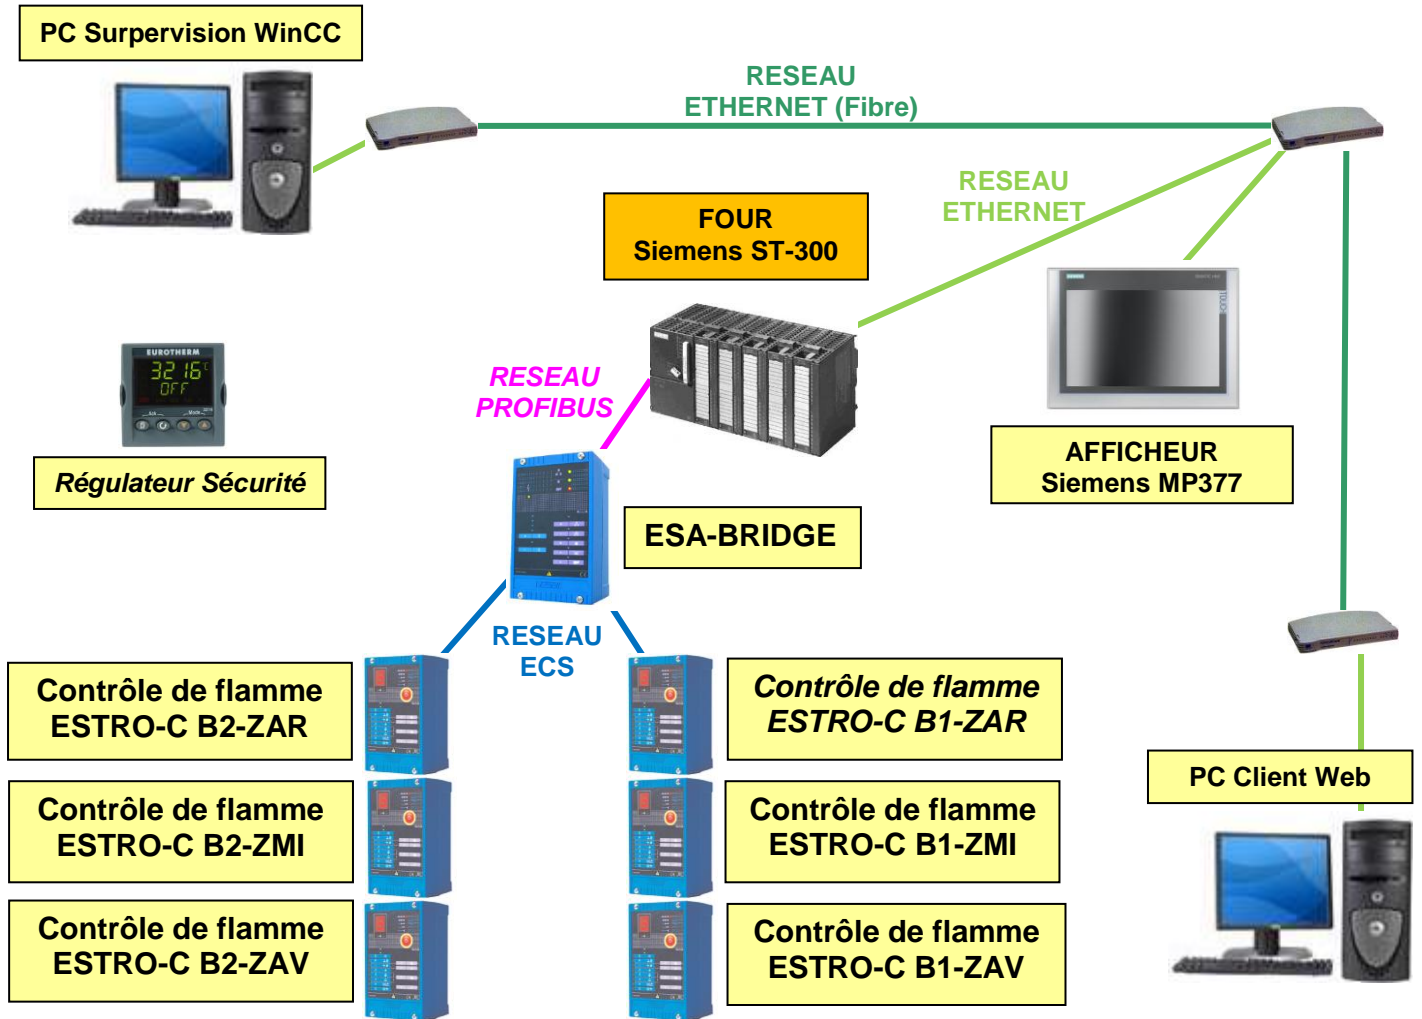 PC Surpervision WinCC
RESEAU
ETHERNET (Fibre)
RESEAU
ETHERNET
FOUR
Siemens ST-300
EUROTHERM
3216
OFF
RESEAU
PROFIBUS
Régulateur Sécurité
AFFICHEUR
Siemens MP377
ESA-BRIDGE
RESEAU
ECS
Contrôle de flamme
ESTRO-C B2-ZAR
Contrôle de flamme
ESTRO-C B1-ZAR
PC Client Web
Contrôle de flamme
ESTRO-C B2-ZMI
Contrôle de flamme
ESTRO-C B1-ZMI
Contrôle de flamme
ESTRO-C B2-ZAV
Contrôle de flamme
ESTRO-C B1-ZAV